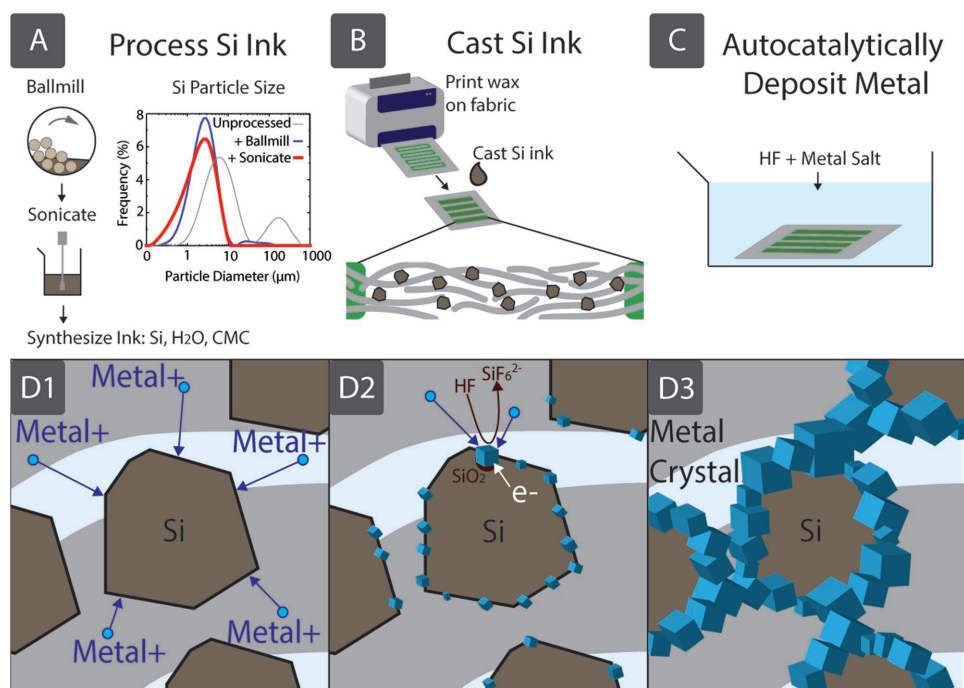 A
Process Si Ink
Ballmill
Sonicate
Synthesize Ink: Si, H2O, CMC
Si Particle Size
Frequency (%)
8
6
4
2
0
Unprocessed
+ Ballmill
+ Sonicate
0 1 10 100 1000
Particle Diameter (μm)
B
Cast Si Ink
Print wax
on fabric
Cast Si ink
C
Autocatalytically
Deposit Metal
HF + Metal Salt
D1
Metal+
Metal+
Metal+
Si
Metal+
Metal+
D2
HF
SiF₆²⁻
SiO₂
e-
Si
D3
Metal
Crystal
Si